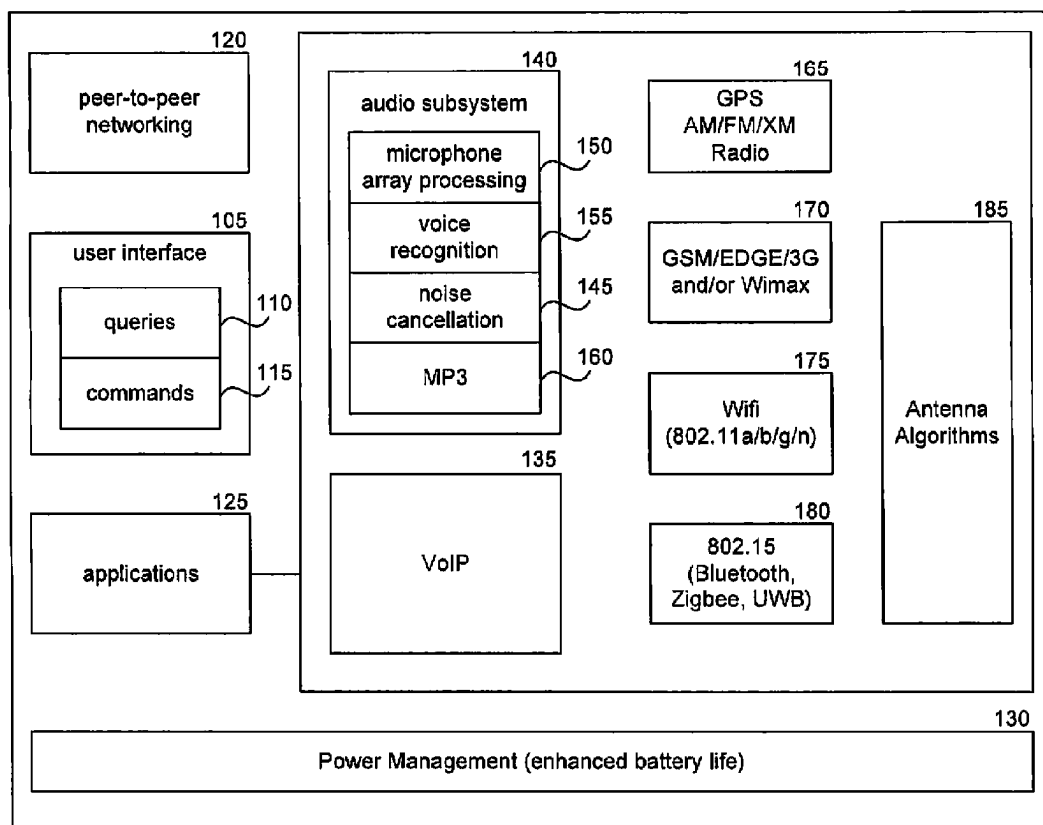 120
peer-to-peer
networking
105
user interface
queries
110
commands
115
125
applications
140
audio subsystem
microphone
array processing
150
voice
recognition
155
noise
cancellation
145
MP3
160
135
VoIP
165
GPS
AM/FM/XM
Radio
170
GSM/EDGE/3G
and/or Wimax
175
Wifi
(802.11a/b/g/n)
180
802.15
(Bluetooth,
Zigbee, UWB)
185
Antenna
Algorithms
130
Power Management (enhanced battery life)